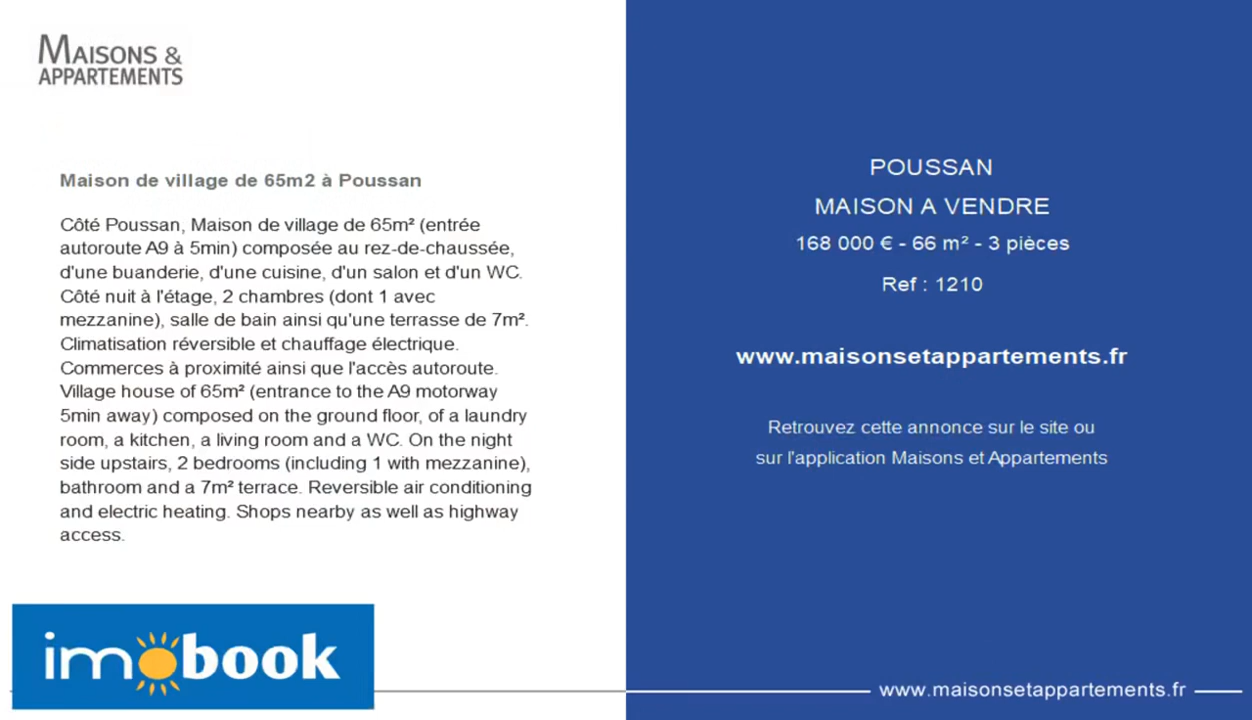 MAISONS &
APPARTEMENTS
Maison de village de 65m2 à Poussan
Côté Poussan, Maison de village de 65m² (entrée
autoroute A9 à 5min) composée au rez-de-chaussée,
d'une buanderie, d'une cuisine, d'un salon et d'un WC.
Côté nuit à l'étage, 2 chambres (dont 1 avec
mezzanine), salle de bain ainsi qu'une terrasse de 7m².
Climatisation réversible et chauffage électrique.
Commerces à proximité ainsi que l'accès autoroute.
Village house of 65m² (entrance to the A9 motorway
5min away) composed on the ground floor, of a laundry
room, a kitchen, a living room and a WC. On the night
side upstairs, 2 bedrooms (including 1 with mezzanine),
bathroom and a 7m² terrace. Reversible air conditioning
and electric heating. Shops nearby as well as highway
access.
imobook
POUSSAN
MAISON A VENDRE
168 000 € - 66 m² - 3 pièces
Ref : 1210
www.maisonsetappartements.fr
Retrouvez cette annonce sur le site ou
sur l'application Maisons et Appartements
www.maisonsetappartements.fr